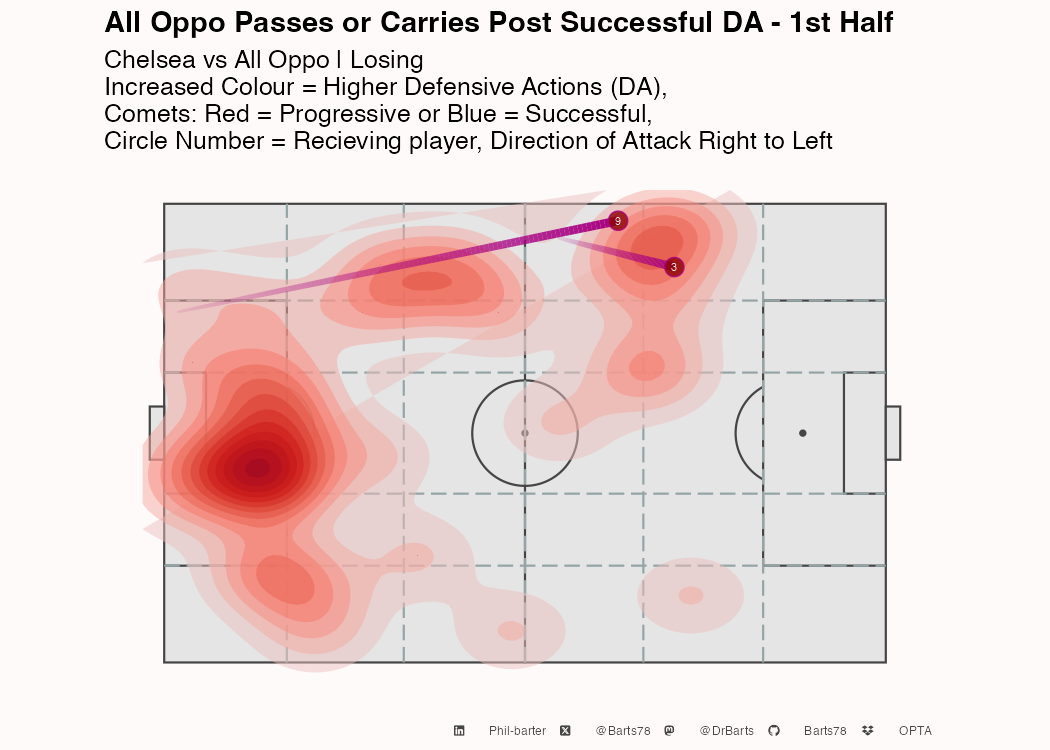 All Oppo Passes or Carries Post Successful DA - 1st Half
Chelsea vs All Oppo | Losing
Increased Colour = Higher Defensive Actions (DA),
Comets: Red = Progressive or Blue = Successful,
Circle Number = Recieving player, Direction of Attack Right to Left
9
3
Phil-barter @Barts78 @DrBarts Barts78 OPTA